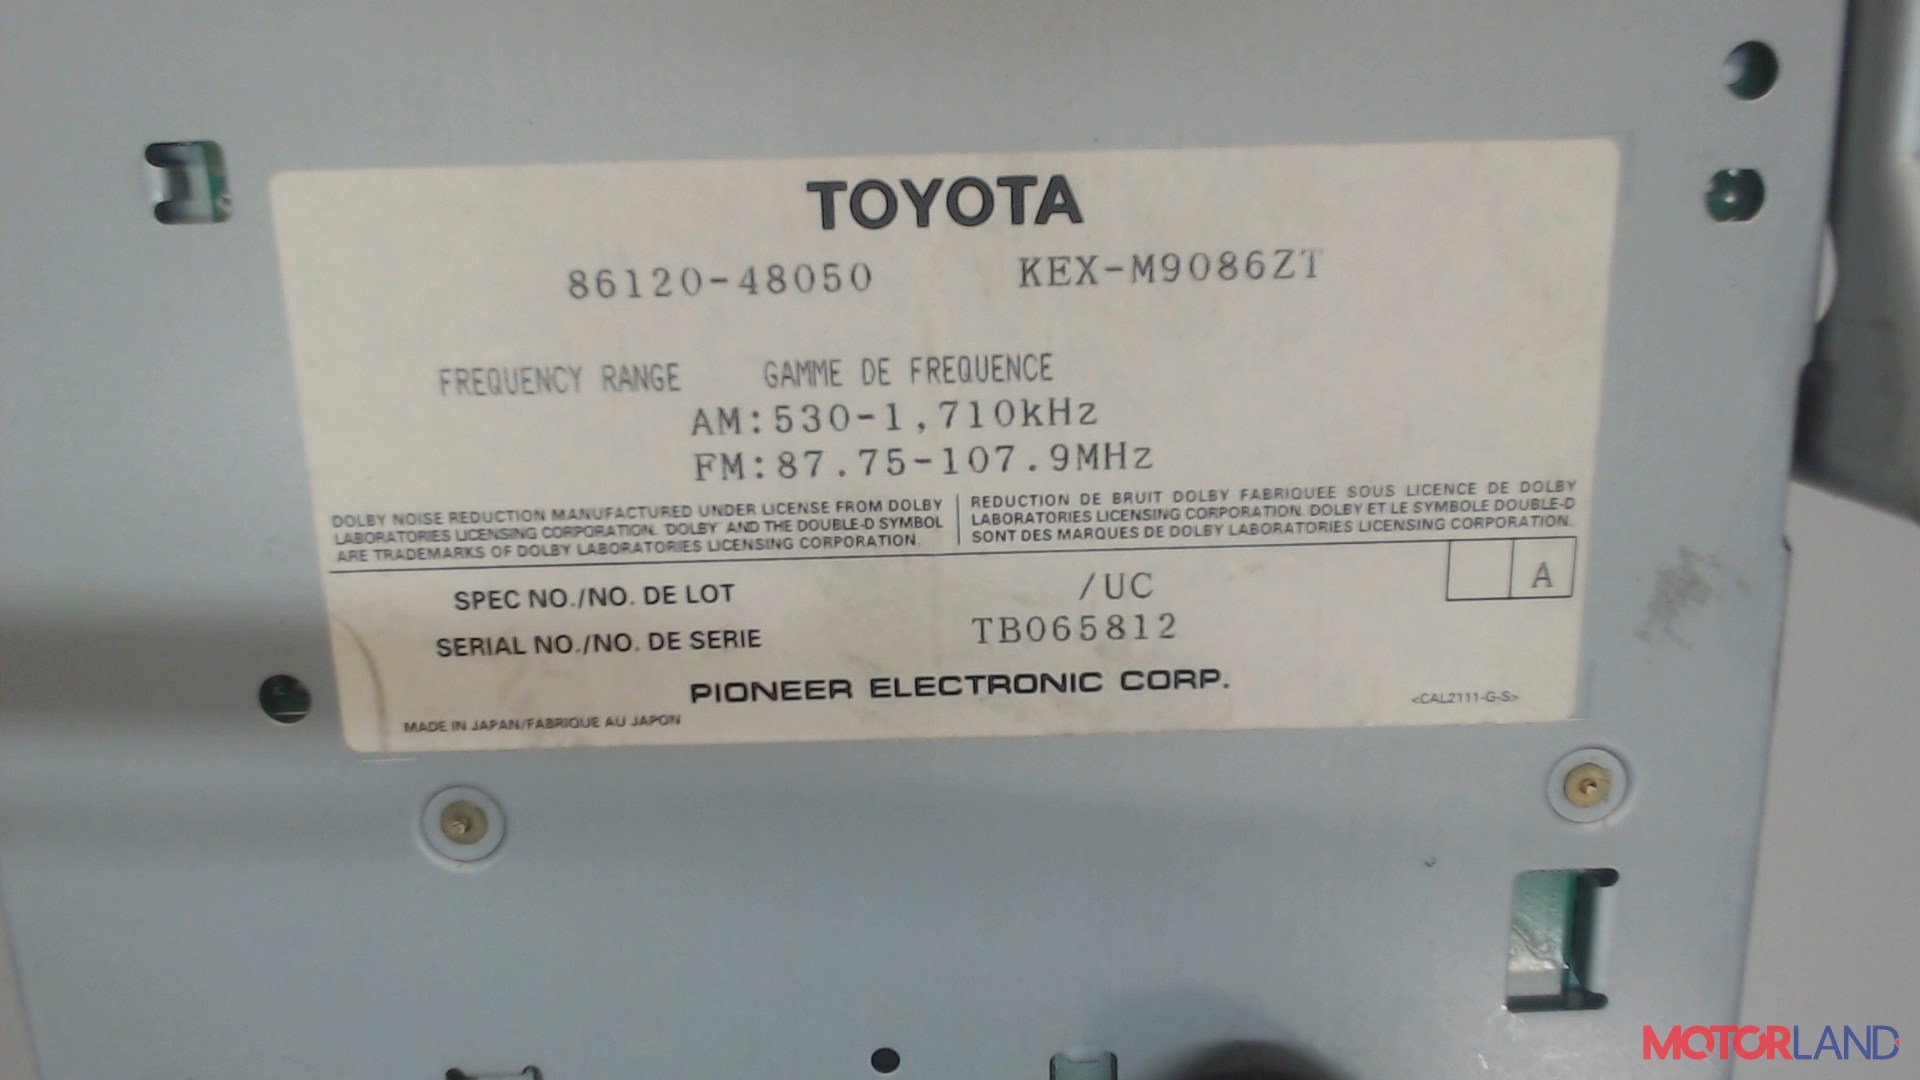 TOYOTA
86120-48050 KEX-M9086ZT
FREQUENCY RANGE GAMME DE FREQUENCE
AM:530-1,710kHz
FM:87.75-107.9MHz
DOLBY NOISE REDUCTION MANUFACTURED UNDER LICENSE FROM DOLBY
LABORATORIES LICENSING CORPORATION. "DOLBY" AND THE DOUBLE-D SYMBOL
ARE TRADEMARKS OF DOLBY LABORATORIES LICENSING CORPORATION.
REDUCTION DE BRUIT DOLBY FABRIQUEE SOUS LICENCE DE DOLBY
LABORATORIES LICENSING CORPORATION. DOLBY ET LE SYMBOLE DOUBLE-D
SONT DES MARQUES DE DOLBY LABORATORIES LICENSING CORPORATION.
SPEC NO./NO. DE LOT /UC A
SERIAL NO./NO. DE SERIE TB065812
PIONEER ELECTRONIC CORP.
MADE IN JAPAN/FABRIQUE AU JAPON <CAL2111-G-S>
MOTORLAND